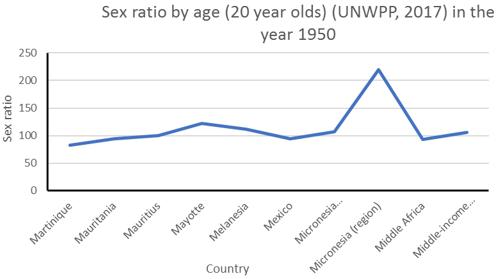 Sex ratio by age (20 year olds) (UNWPP, 2017) in the
year 1950
250
200
150
100
50
0
Sex ratio
Martinique
Mauritania
Mauritius
Mayotte
Melanesia
Mexico
Micronesia...
Micronesia (region)
Middle Africa
Middle-income...
Country